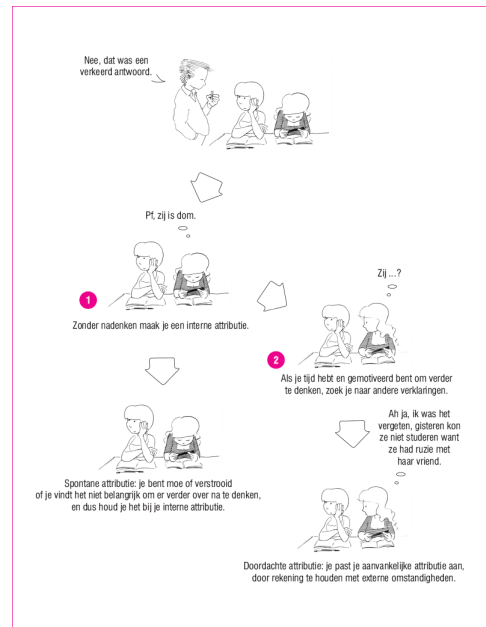 Nee, dat was een
verkeerd antwoord.
Pf, zij is dom.
1
Zonder nadenken maak je een interne attributie.
Zij ...?
2
Als je tijd hebt en gemotiveerd bent om verder
te denken, zoek je naar andere verklaringen.
Spontane attributie: je bent moe of verstrooid
of je vindt het niet belangrijk om er verder over na te denken,
en dus houd je het bij je interne attributie.
Ah ja, ik was het
vergeten, gisteren kon
ze niet studeren want
ze had ruzie met
haar vriend.
Doordachte attributie: je past je aanvankelijke attributie aan,
door rekening te houden met externe omstandigheden.